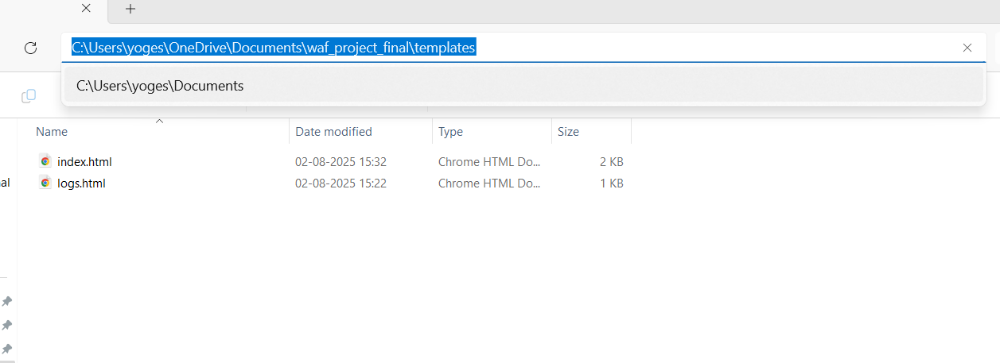 C:\Users\yoges\OneDrive\Documents\waf_project_final\templates
C:\Users\yoges\Documents
Name Date modified Type Size
index.html 02-08-2025 15:32 Chrome HTML Do... 2 KB
al
logs.html 02-08-2025 15:22 Chrome HTML Do... 1 KB